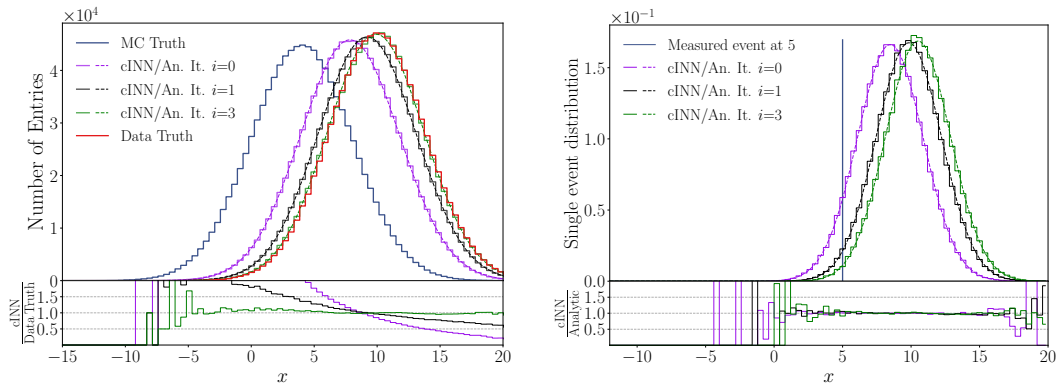 ×10⁴
Number of Entries
4
3
2
1
0
MC Truth
cINN/An. It. i=0
cINN/An. It. i=1
cINN/An. It. i=3
Data Truth
cINN
Data Truth
1.5
1.0
0.5
−15 −10 −5 0 5 10 15 20
x
×10⁻¹
Single event distribution
1.5
1.0
0.5
0.0
Measured event at 5
cINN/An. It. i=0
cINN/An. It. i=1
cINN/An. It. i=3
cINN
Analytic
1.5
1.0
0.5
−10 −5 0 5 10 15 20
x